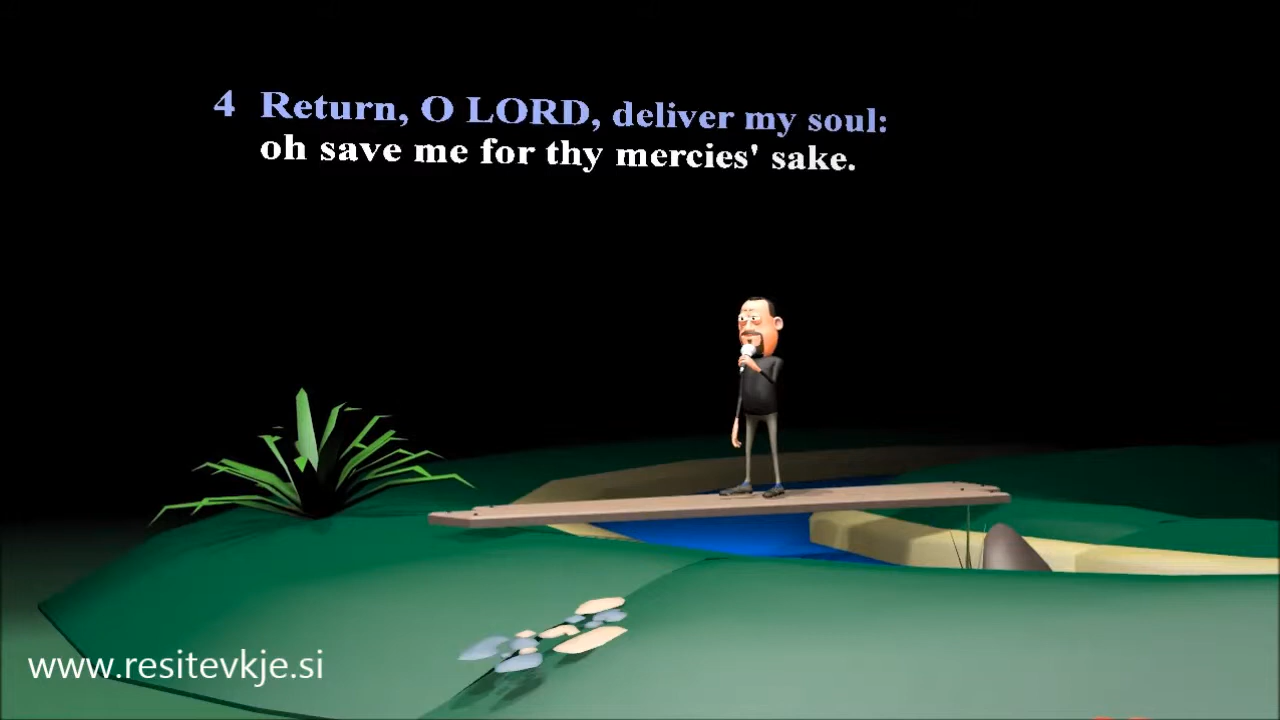 4 Return, O LORD, deliver my soul:
oh save me for thy mercies' sake.
www.resitevkje.si